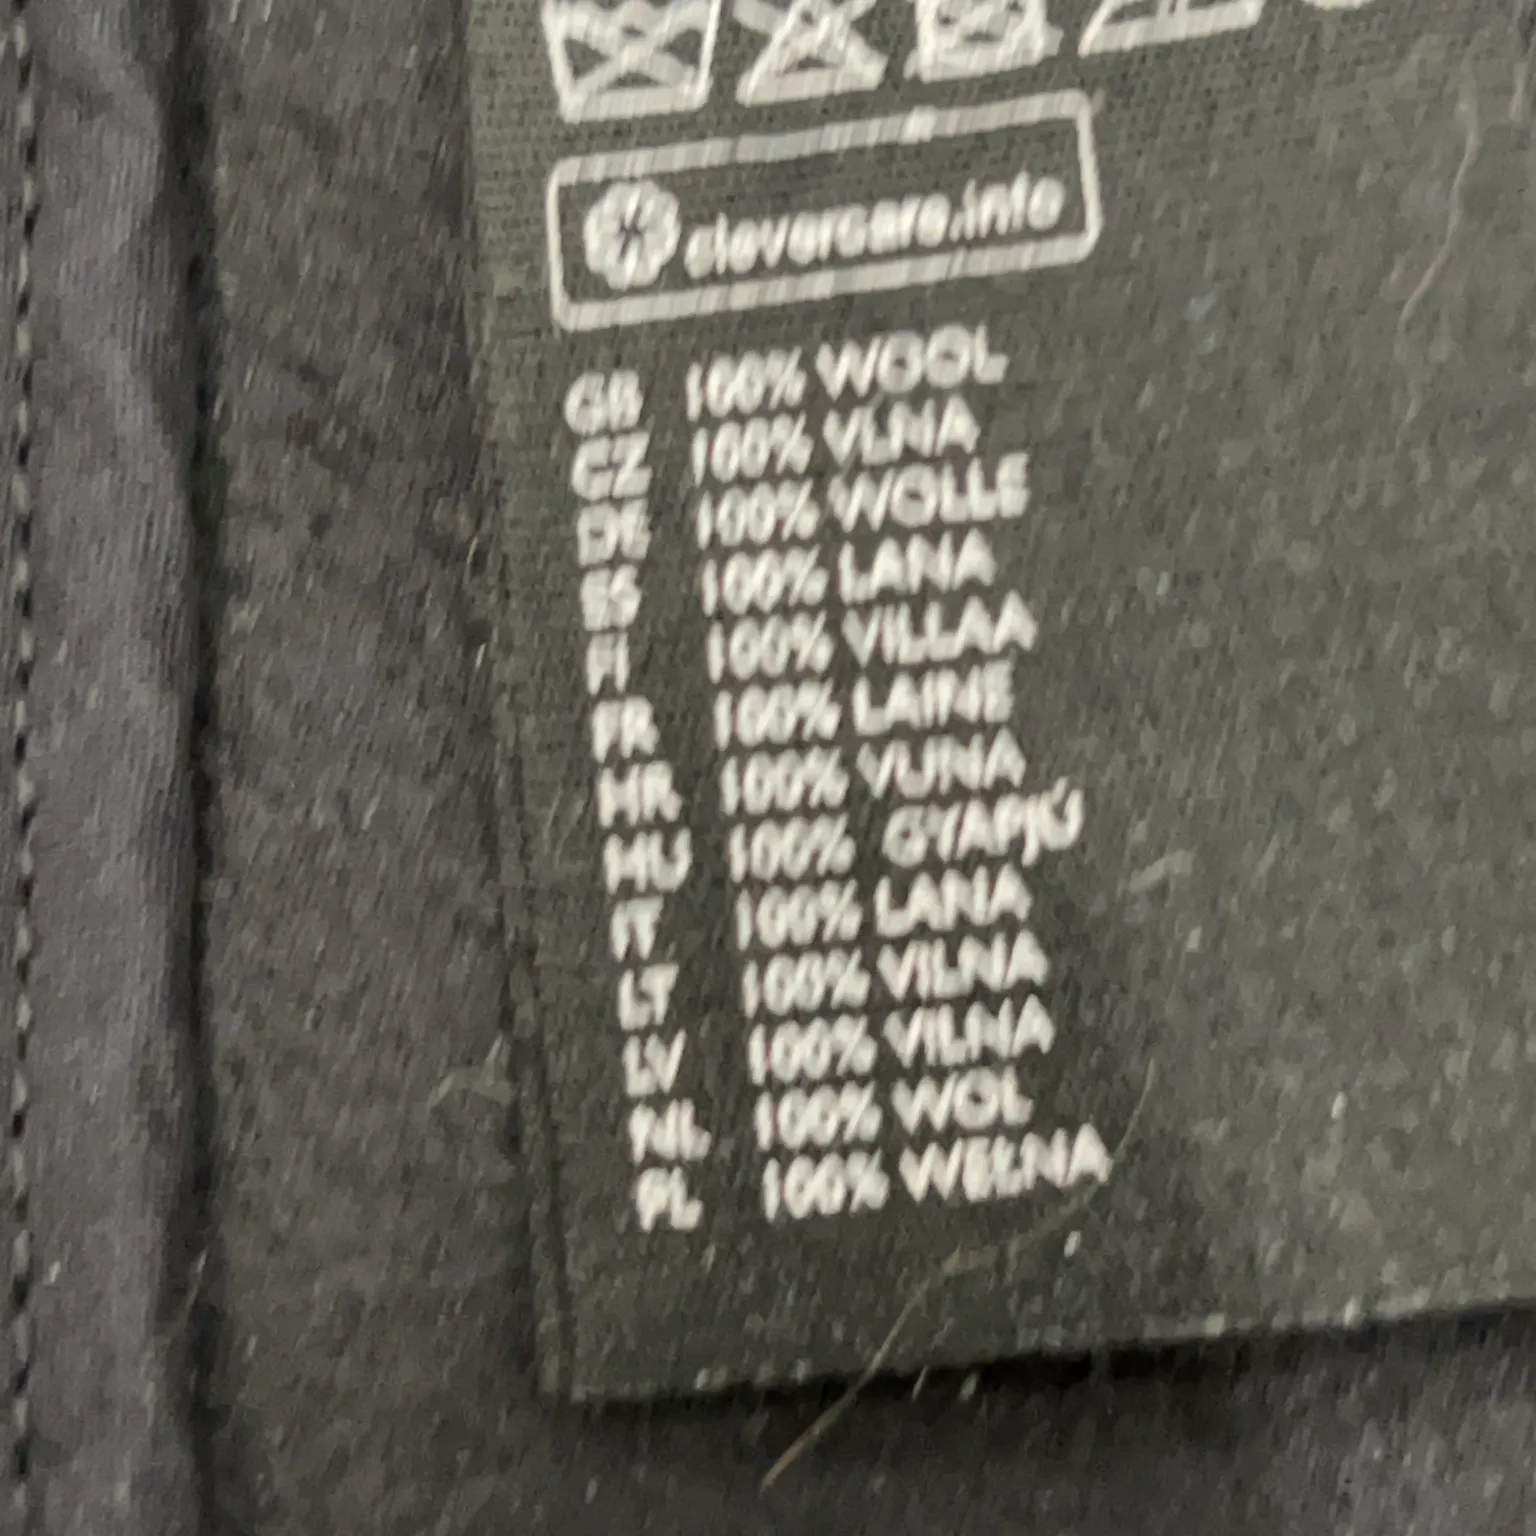 clevercare.info
GB 100% WOOL
CZ 100% VLNA
DE 100% WOLLE
ES 100% LANA
FI 100% VILLAA
FR 100% LAINE
HR 100% VUNA
HU 100% GYAPJÚ
IT 100% LANA
LT 100% VILNA
LV 100% VILNA
NL 100% WOL
PL 100% WEŁNA